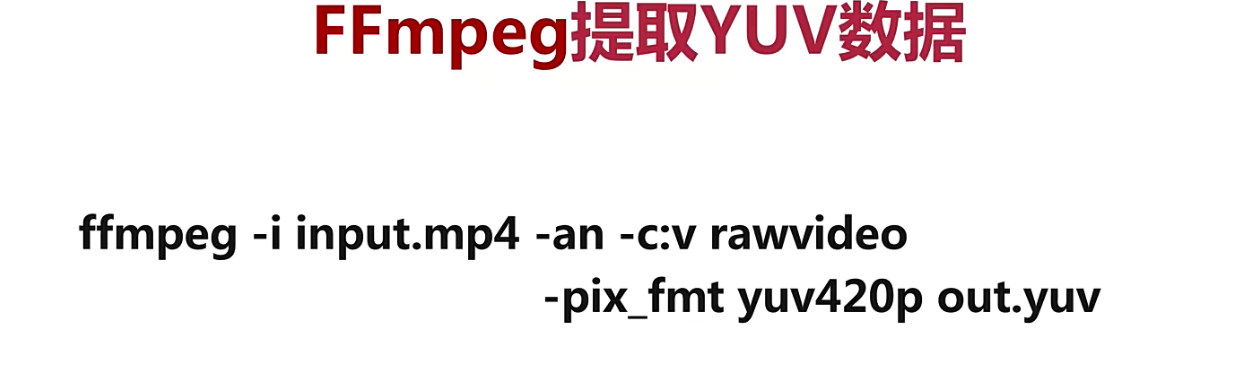 FFmpeg提取YUV数据
ffmpeg -i input.mp4 -an -c:v rawvideo
-pix_fmt yuv420p out.yuv